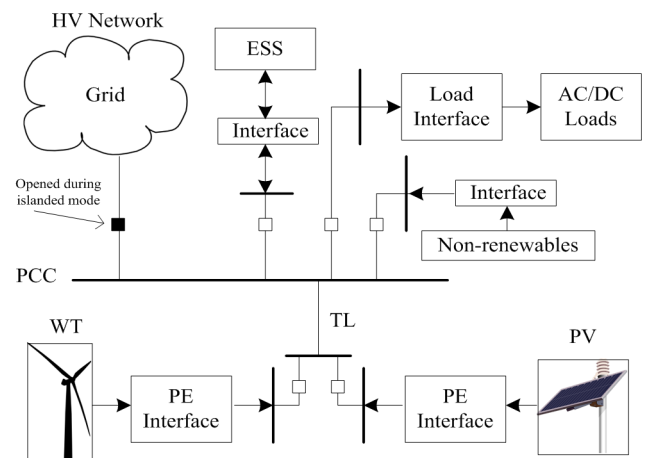 HV Network
Grid
ESS
Interface
Load
Interface
AC/DC
Loads
Opened during
islanded mode
Interface
Non-renewables
PCC
TL
WT
PV
PE
Interface
PE
Interface